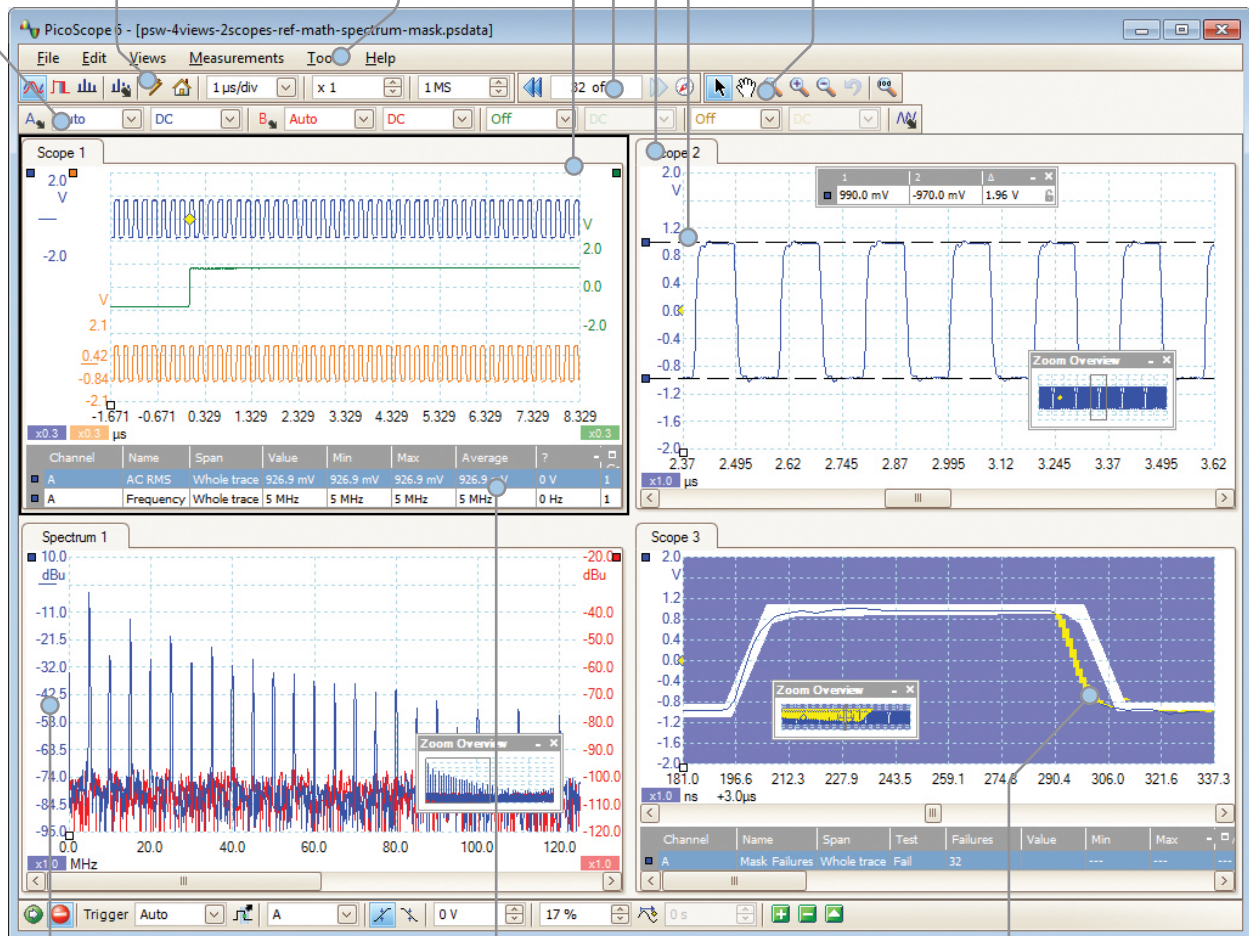 PicoScope 6 - [psw-4views-2scopes-ref-math-spectrum-mask.psdata]
File Edit Views Measurements Tools Help
1 µs/div x 1 1 MS 32 of
A Auto DC B Auto DC Off DC Off DC
Scope 1
2.0
V
-2.0
V
2.1
0.42
-0.84
-2.1
V
2.0
0.0
-2.0
-1.671 -0.671 0.329 1.329 2.329 3.329 4.329 5.329 6.329 7.329 8.329
x0.3 x0.3 µs x0.3
Channel Name Span Value Min Max Average ?
A AC RMS Whole trace 926.9 mV 926.9 mV 926.9 mV 926.9 mV 0 V 1
A Frequency Whole trace 5 MHz 5 MHz 5 MHz 5 MHz 0 Hz 1
Scope 2
2.0
V
1.2
0.8
0.4
0.0
-0.4
-0.8
-1.2
-1.6
-2.0
1 2 Δ
990.0 mV -970.0 mV 1.96 V
Zoom Overview
2.37 2.495 2.62 2.745 2.87 2.995 3.12 3.245 3.37 3.495 3.62
x1.0 µs
Spectrum 1
10.0
dBu
-11.0
-21.5
-32.0
-42.5
-53.0
-63.5
-74.0
-84.5
-95.0
-20.0
dBu
-40.0
-50.0
-60.0
-70.0
-80.0
-90.0
-100.0
-110.0
-120.0
Zoom Overview
0.0 20.0 40.0 60.0 80.0 100.0 120.0
x1.0 MHz x1.0
Scope 3
2.0
V
1.2
0.8
0.4
0.0
-0.4
-0.8
-1.2
-1.6
-2.0
Zoom Overview
181.0 196.6 212.3 227.9 243.5 259.1 274.8 290.4 306.0 321.6 337.3
x1.0 ns +3.0µs
Channel Name Span Test Failures Value Min Max
A Mask Failures Whole trace Fail 32 --- --- ---
Trigger Auto A 0 V 17 % 0 s